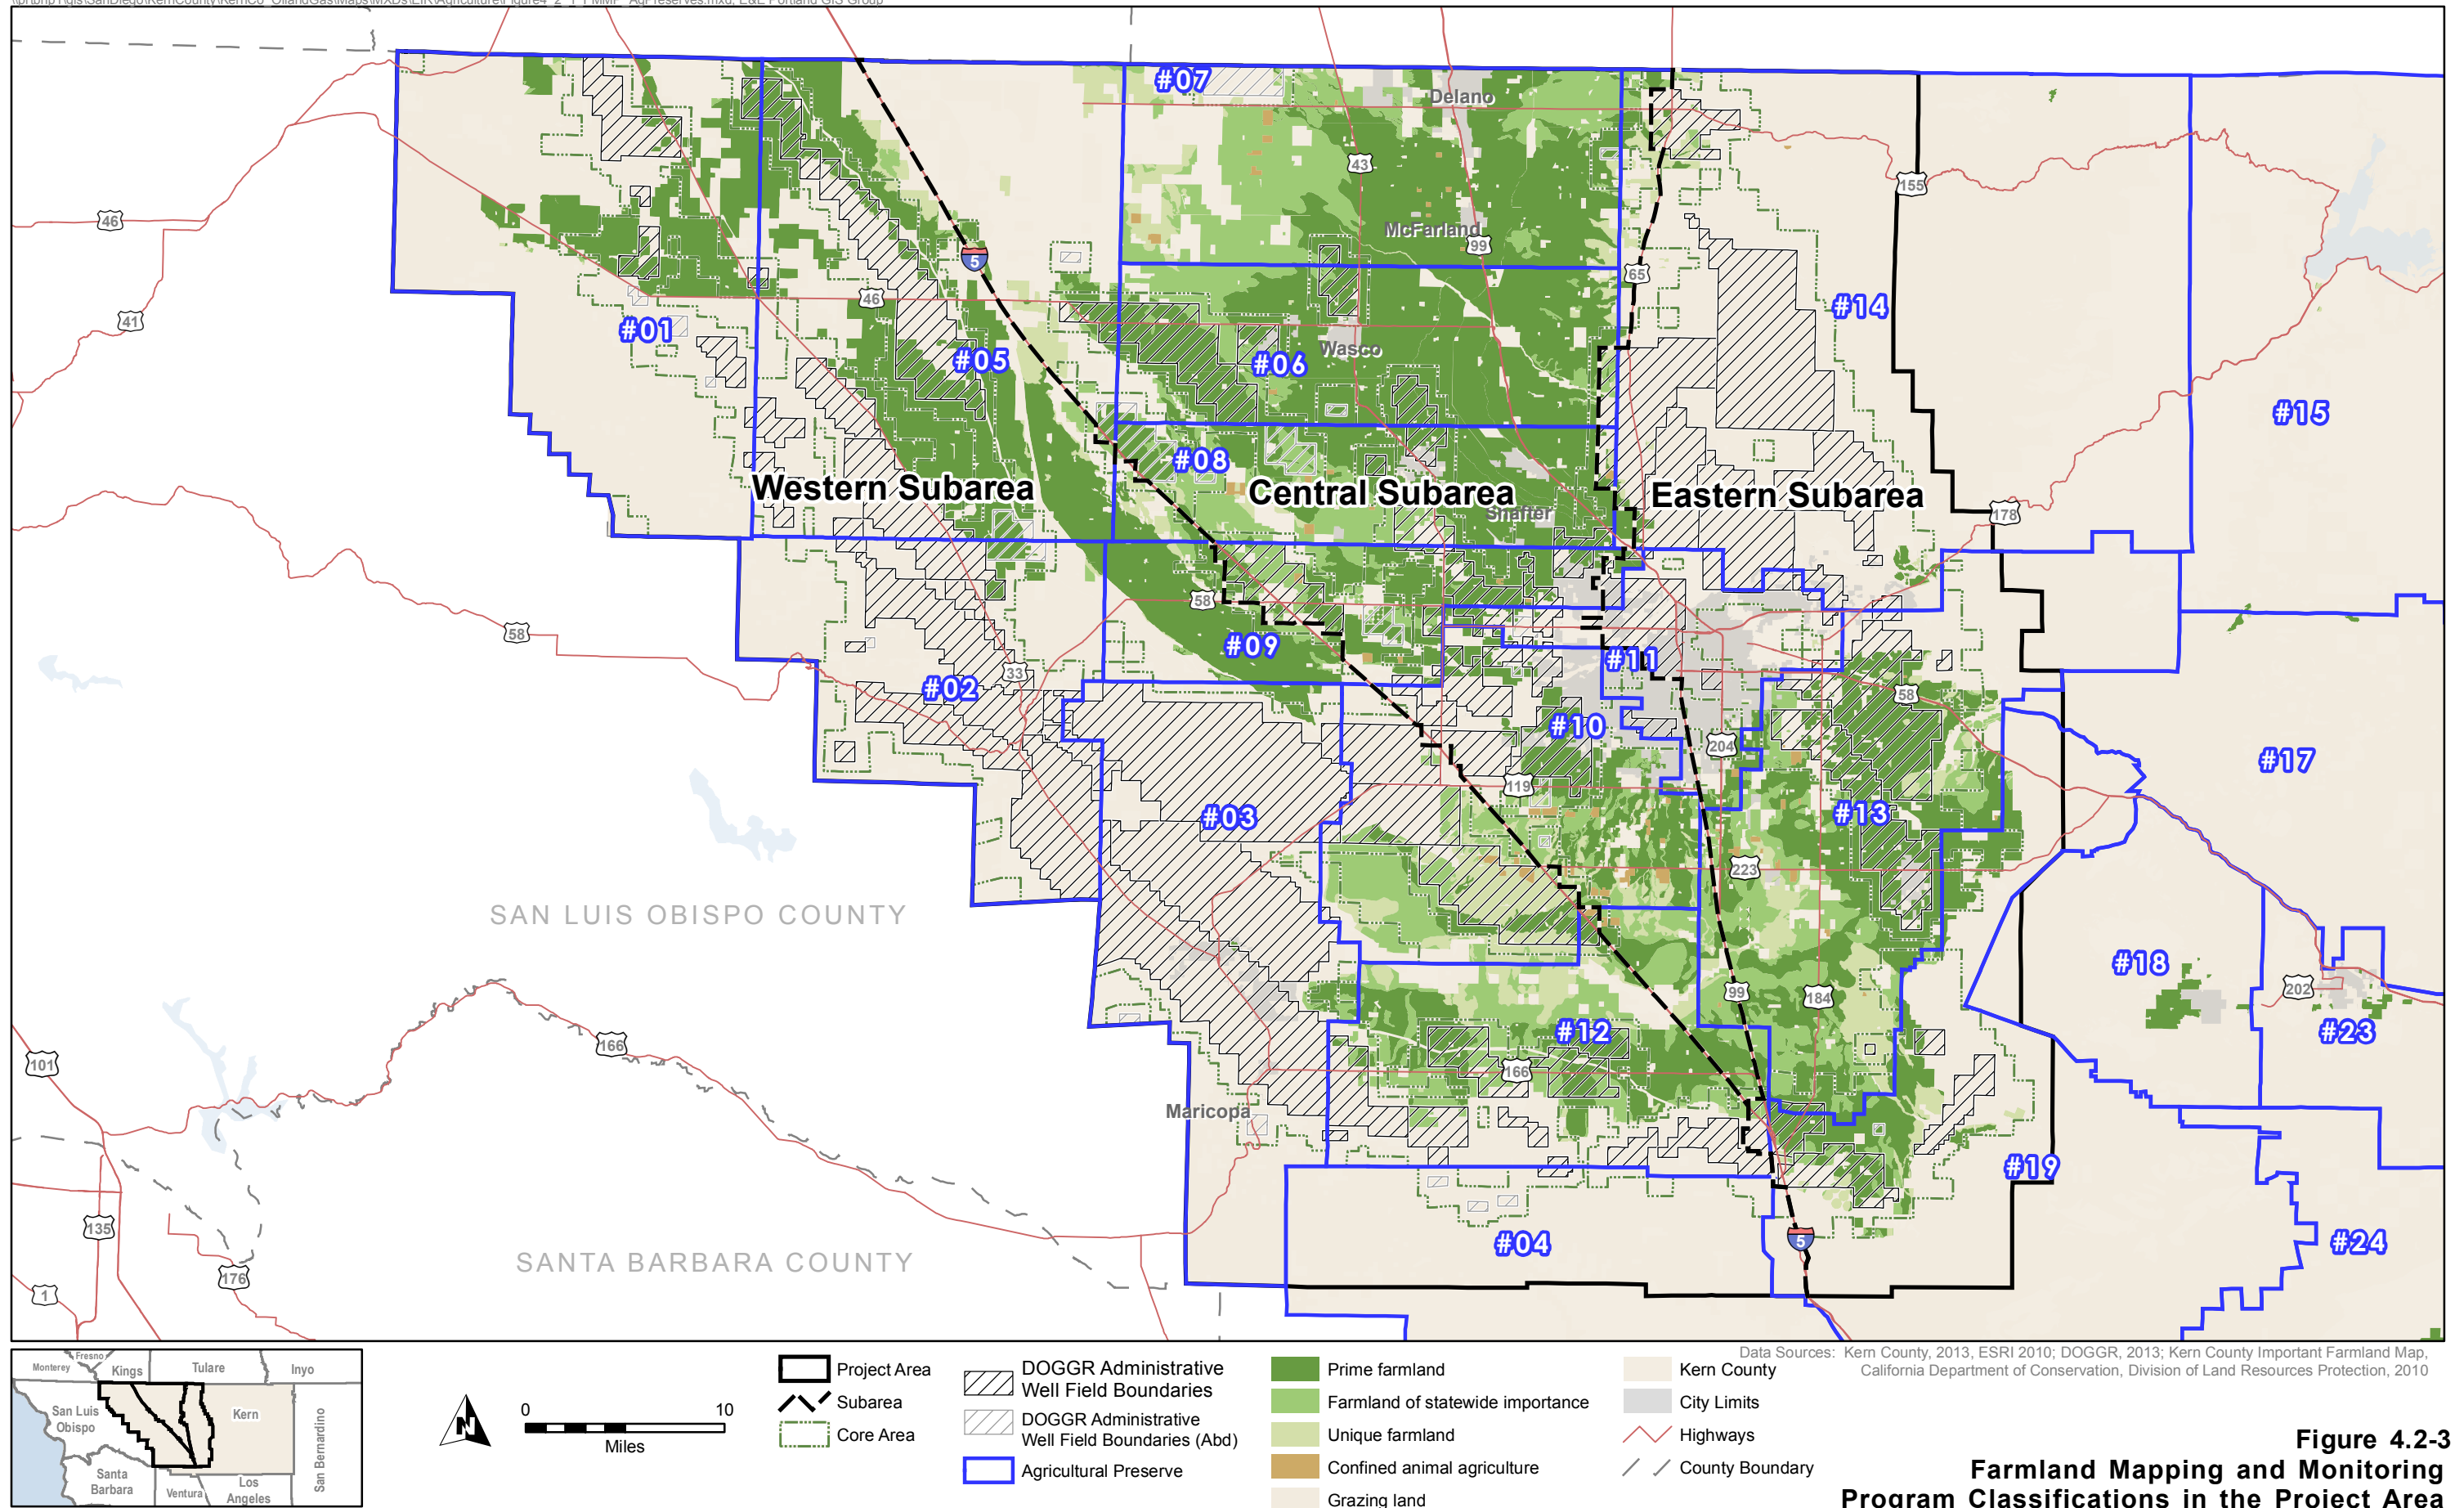 #07
Delano
43
155
46
McFarland
99
5
65
46
41
#01
#14
#05
Wasco
#06
#15
#08
Western Subarea
Central Subarea
Eastern Subarea
Shafter
178
58
58
#09
#11
33
#02
58
#10
204
#17
119
#03
#13
223
SAN LUIS OBISPO COUNTY
#18
202
99
184
#12
#23
166
101
166
Maricopa
#19
135
5
#04
#24
SANTA BARBARA COUNTY
176
1
Monterey
Fresno
Kings
Tulare
Inyo
San Luis
Obispo
Kern
San Bernardino
Santa
Barbara
Ventura
Los
Angeles
N
0 10
Miles
Project Area
Subarea
Core Area
DOGGR Administrative
Well Field Boundaries
DOGGR Administrative
Well Field Boundaries (Abd)
Agricultural Preserve
Prime farmland
Farmland of statewide importance
Unique farmland
Confined animal agriculture
Grazing land
Kern County
City Limits
Highways
County Boundary
Data Sources: Kern County, 2013, ESRI 2010; DOGGR, 2013; Kern County Important Farmland Map,
California Department of Conservation, Division of Land Resources Protection, 2010
Figure 4.2-3
Farmland Mapping and Monitoring
Program Classifications in the Project Area